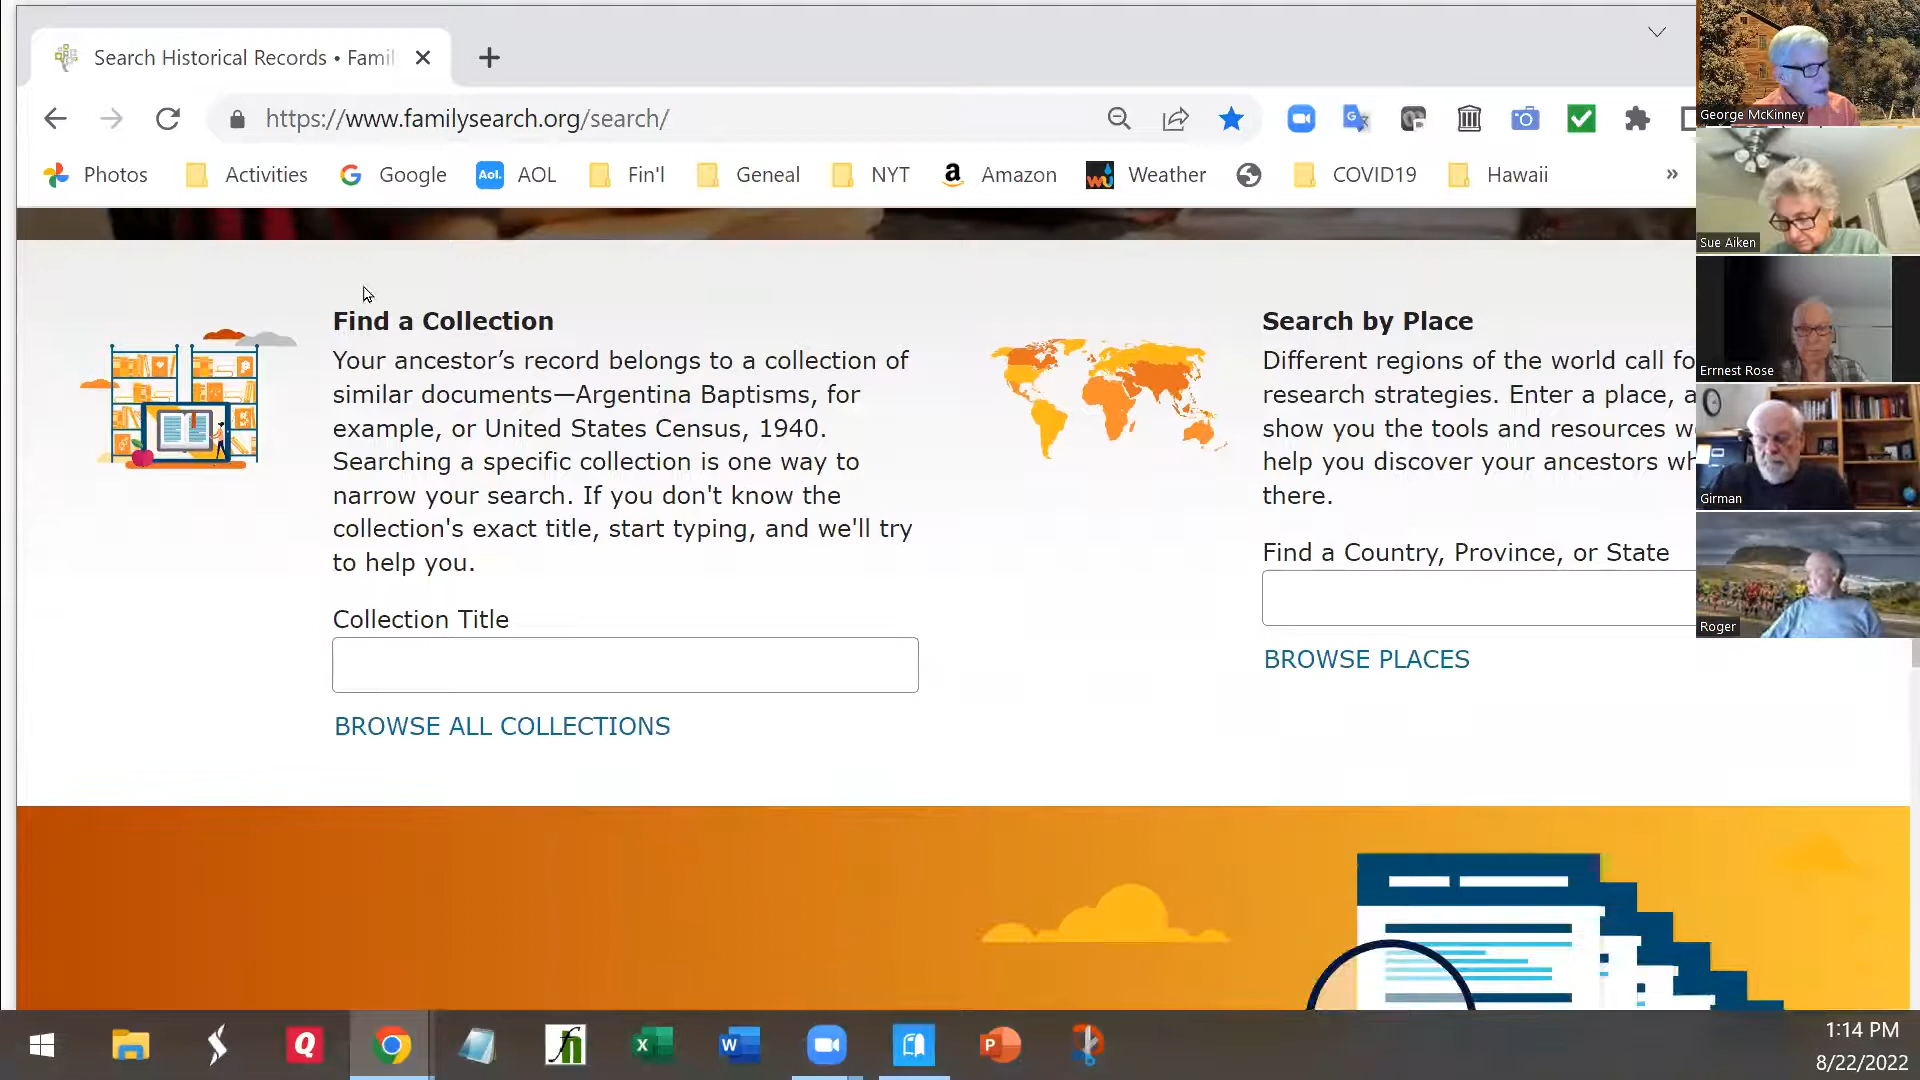 Search Historical Records • Famil
https://www.familysearch.org/search/
Photos
Activities
Google
Aol.
AOL
Fin'l
Geneal
NYT
a
Amazon
wu
Weather
COVID19
Hawaii
»
Find a Collection
Your ancestor’s record belongs to a collection of
similar documents—Argentina Baptisms, for
example, or United States Census, 1940.
Searching a specific collection is one way to
narrow your search. If you don't know the
collection's exact title, start typing, and we'll try
to help you.
Collection Title
BROWSE ALL COLLECTIONS
Search by Place
Different regions of the world call fo
research strategies. Enter a place, a
show you the tools and resources w
help you discover your ancestors wh
there.
Find a Country, Province, or State
BROWSE PLACES
George McKinney
Sue Aiken
Errnest Rose
Girman
Roger
1:14 PM
8/22/2022